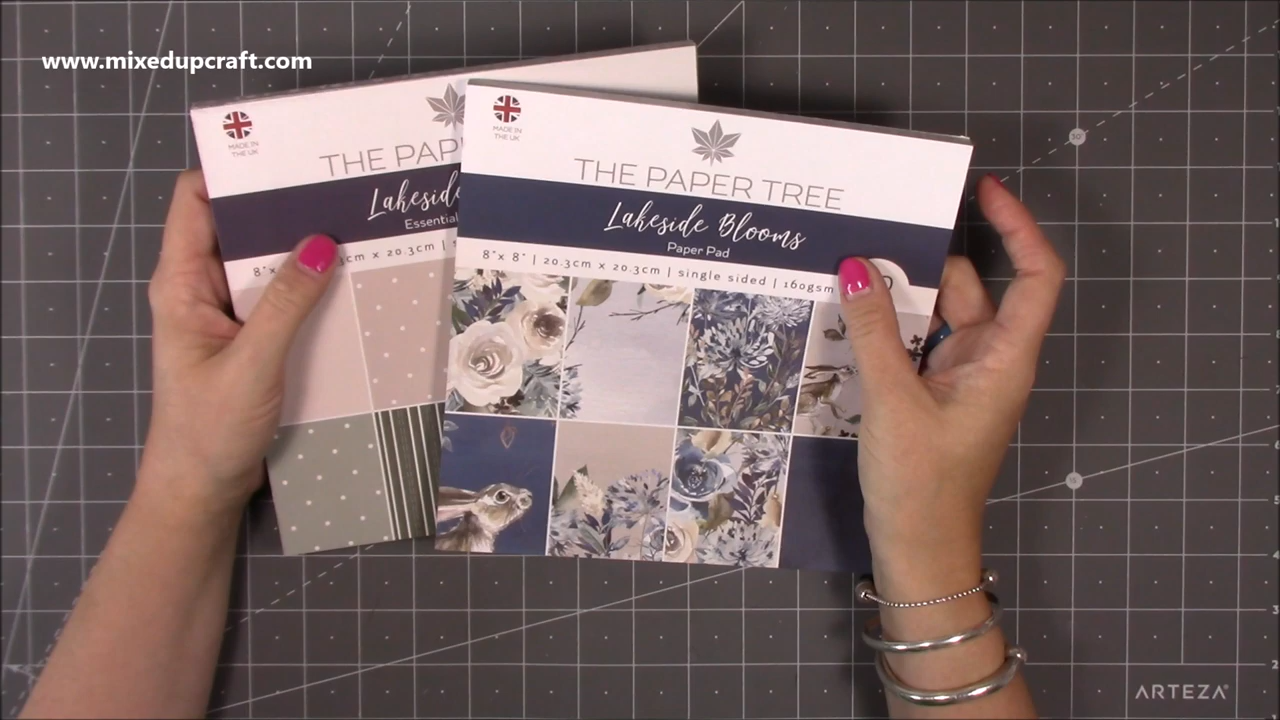 www.mixedupcraft.com
MADE IN
THE UK
THE PAP
Lakeside
Essential
8"x cm x 20.3cm |
MADE IN
THE UK
THE PAPER TREE
Lakeside Blooms
Paper Pad
8"x 8" | 20.3cm x 20.3cm | single sided | 160gsm
ARTEZA